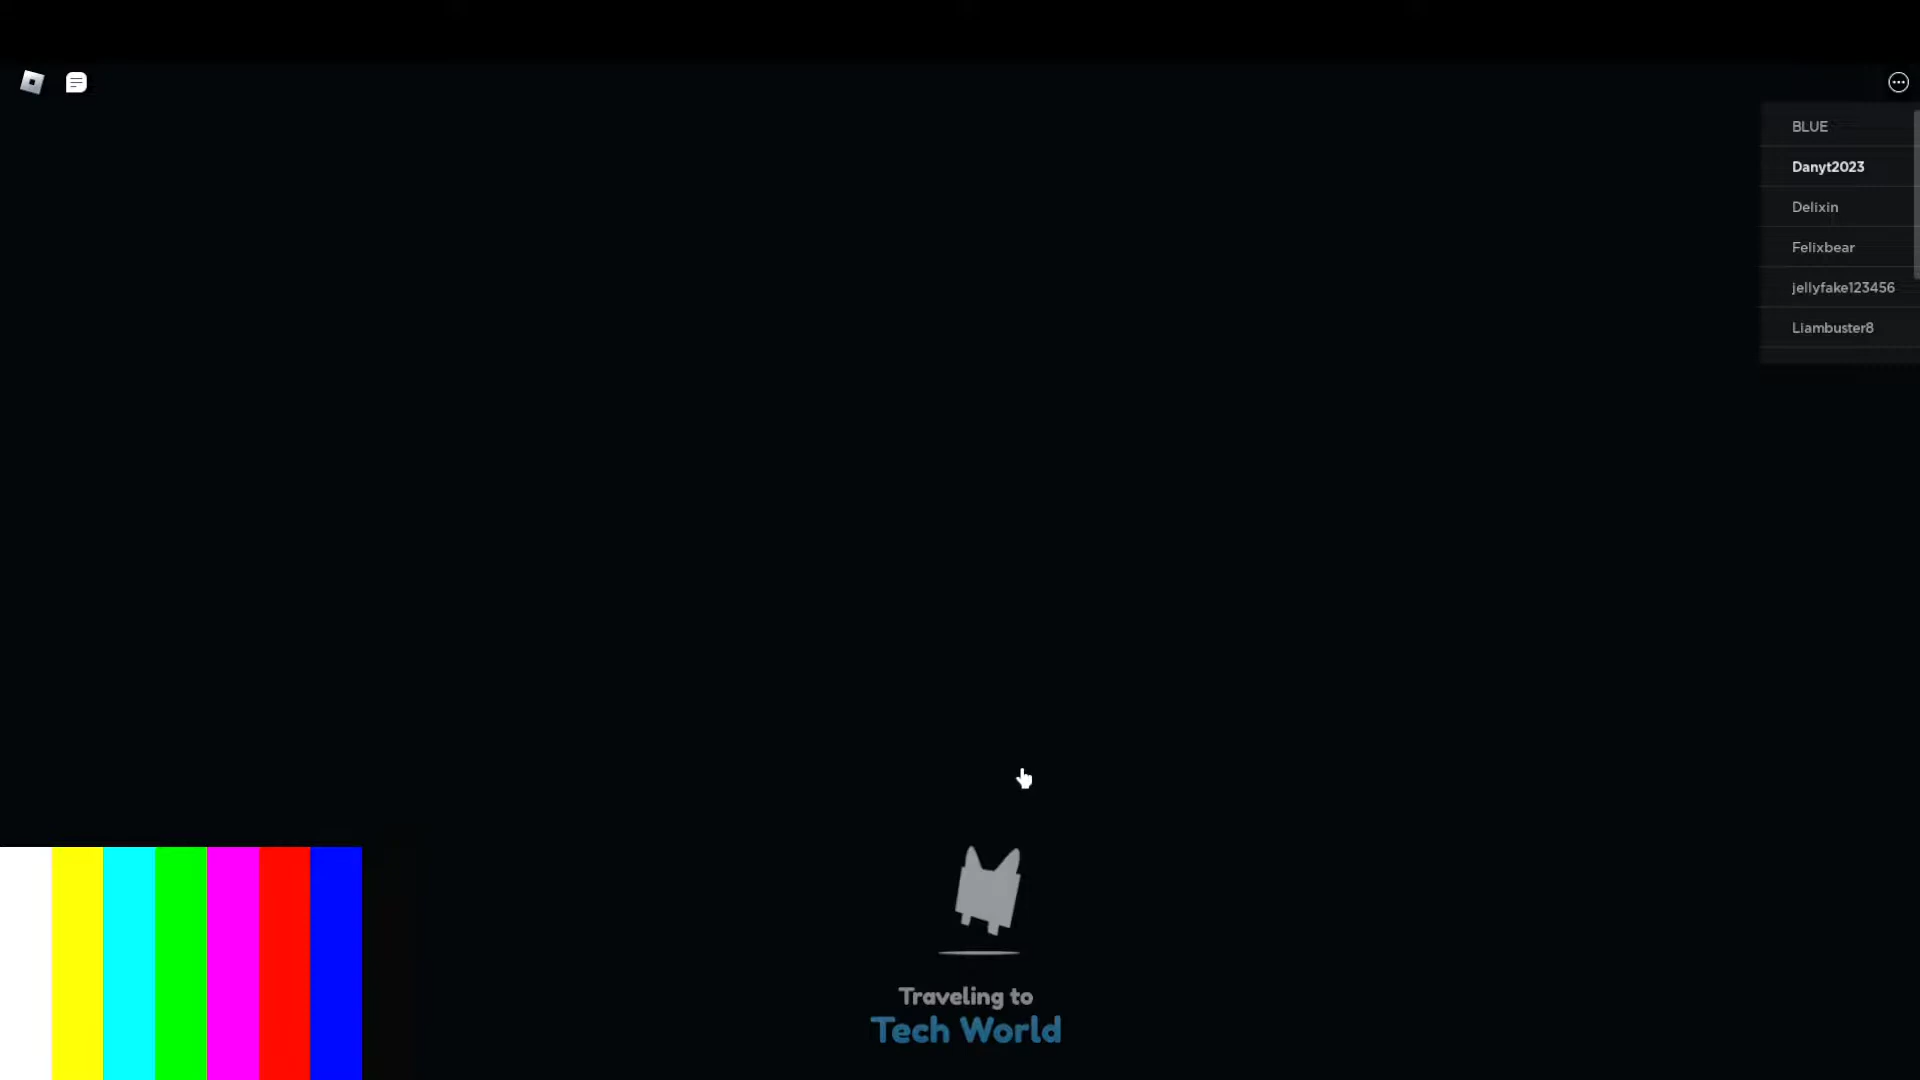 BLUE
Danyt2023
Delixin
Felixbear
jellyfake123456
Liambuster8
Traveling to
Tech World